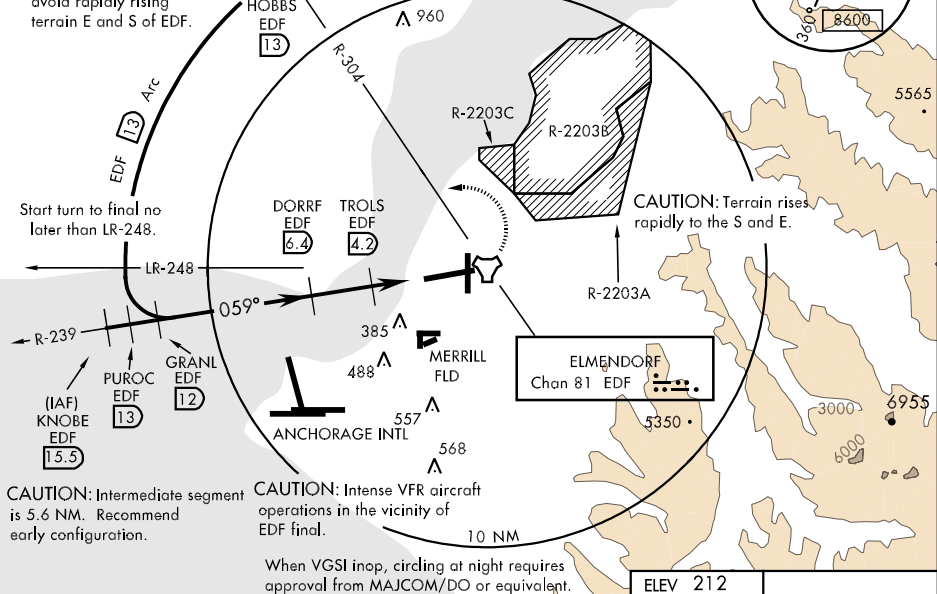 avoid rapidly rising
terrain E and S of EDF.
HOBBS
EDF
13
960
360°
8600
5565
R-304
EDF 13 Arc
R-2203C
R-2203B
Start turn to final no
later than LR-248.
DORRF
EDF
6.4
TROLS
EDF
4.2
CAUTION: Terrain rises
rapidly to the S and E.
LR-248
R-2203A
059°
R-239
385
488
MERRILL
FLD
ELMENDORF
Chan 81 EDF
GRANL
EDF
12
PUROC
EDF
13
(IAF)
KNOBE
EDF
15.5
557
568
ANCHORAGE INTL
5350
3000
6955
6000
CAUTION: Intermediate segment
is 5.6 NM. Recommend
early configuration.
CAUTION: Intense VFR aircraft
operations in the vicinity of
EDF final.
10 NM
When VGSI inop, circling at night requires
approval from MAJCOM/DO or equivalent.
ELEV 212